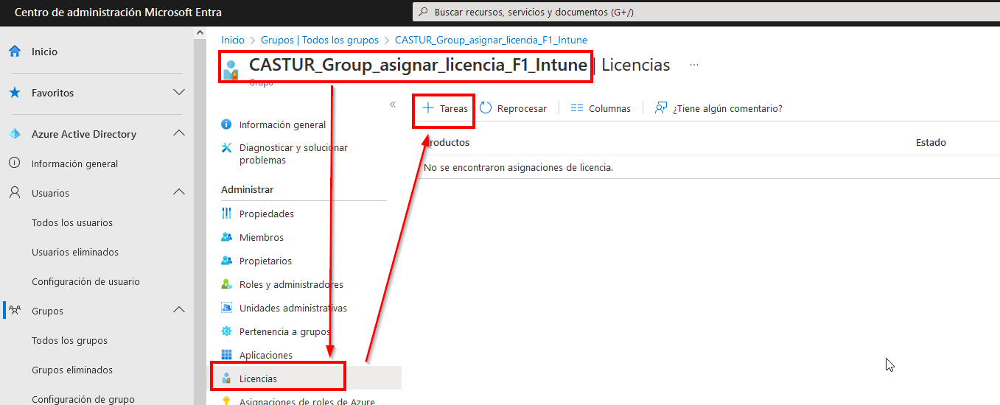 Centro de administración Microsoft Entra
Buscar recursos, servicios y documentos (G+/)
Inicio
Favoritos
Azure Active Directory
Información general
Usuarios
Todos los usuarios
Usuarios eliminados
Configuración de usuario
Grupos
Todos los grupos
Grupos eliminados
Configuración de grupo
Inicio > Grupos | Todos los grupos > CASTUR_Group_asignar_licencia_F1_Intune
CASTUR_Group_asignar_licencia_F1_Intune | Licencias ...
Grupo
«
Información general
Diagnosticar y solucionar
problemas
Administrar
Propiedades
Miembros
Propietarios
Roles y administradores
Unidades administrativas
Pertenencia a grupos
Aplicaciones
Licencias
Asignaciones de roles de Azure
+ Tareas
Reprocesar
Columnas
¿Tiene algún comentario?
Productos
Estado
No se encontraron asignaciones de licencia.